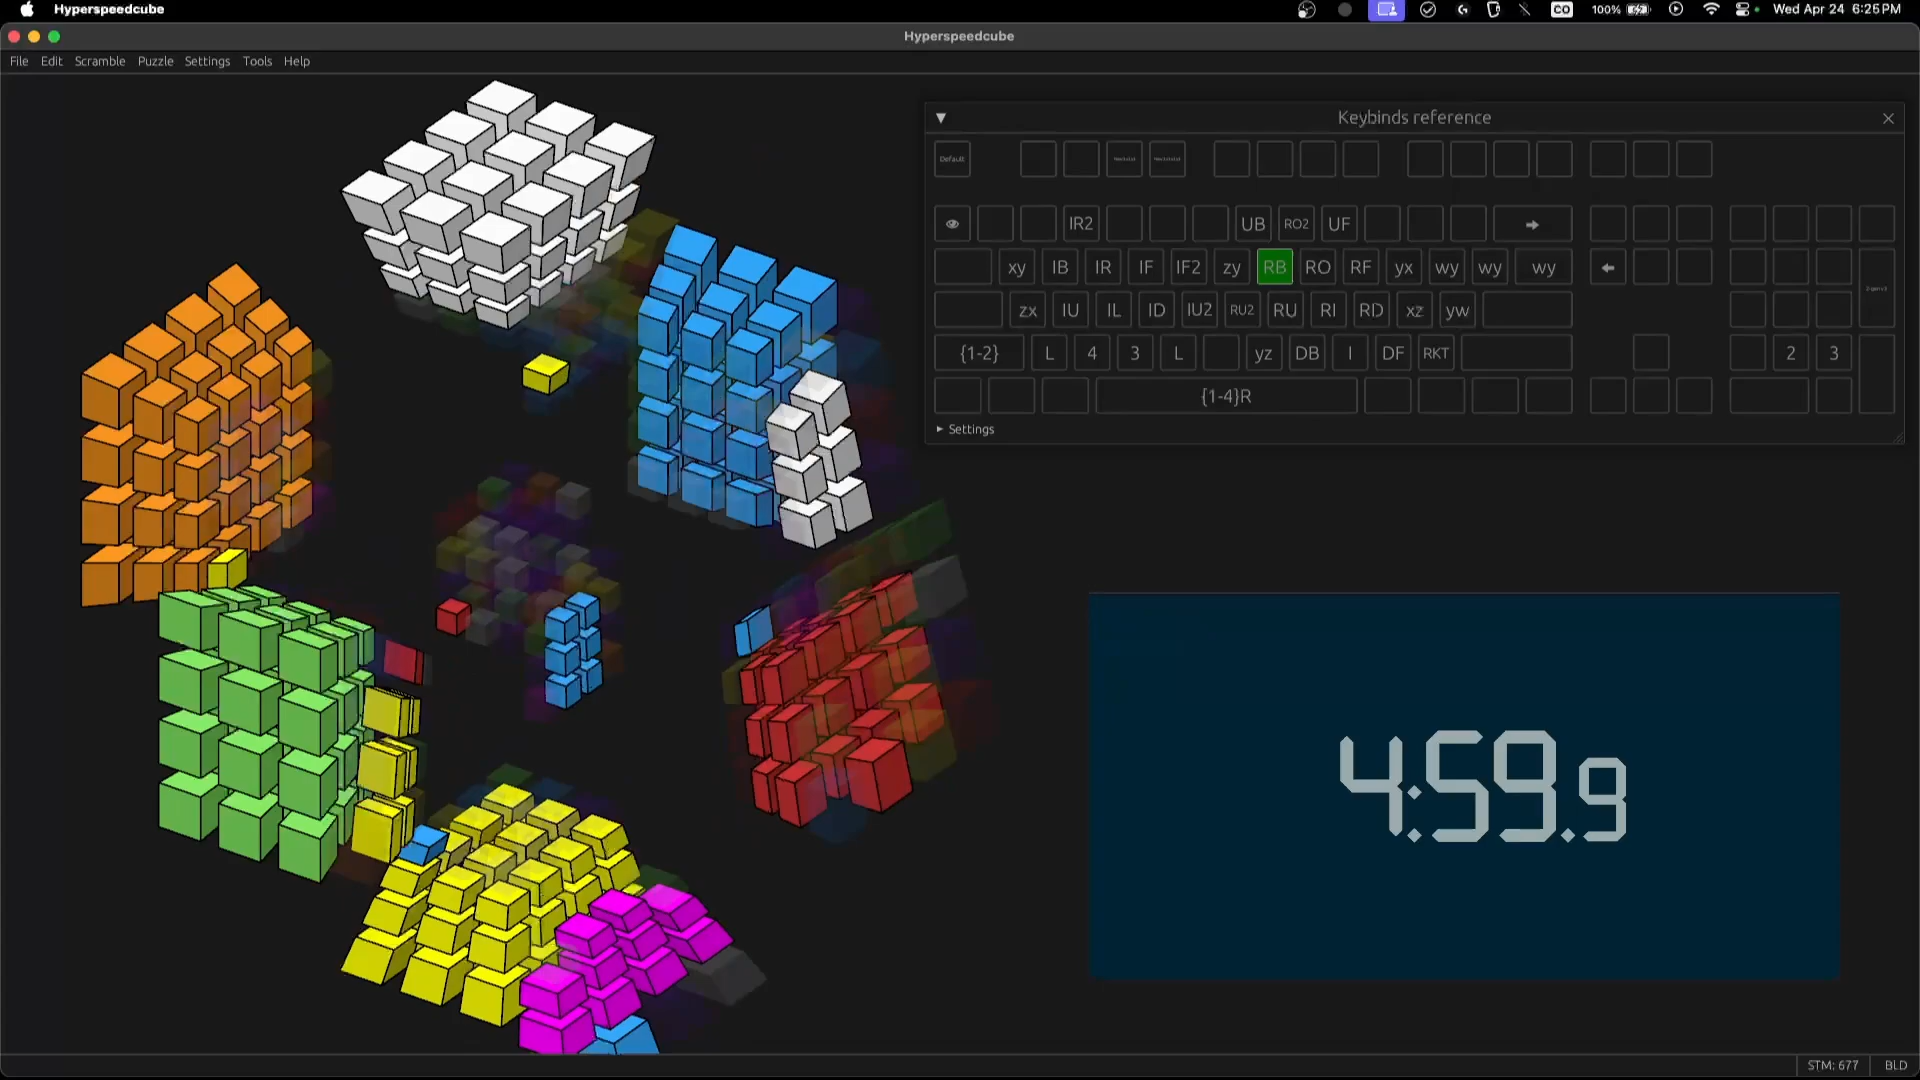 Hyperspeedcube
CO
100%
Wed Apr 24 6:25 PM
Hyperspeedcube
File Edit Scramble Puzzle Settings Tools Help
Keybinds reference
Default
IR2 UB RO2 UF
xy IB IR IF IF2 zy RB RO RF yx wy wy wy
zx IU IL ID IU2 RU2 RU RI RD xz yw
{1-2} L 4 3 L yz DB I DF RKT 2 3
{1-4}R
Settings
4:59.9
STM: 677 BLD